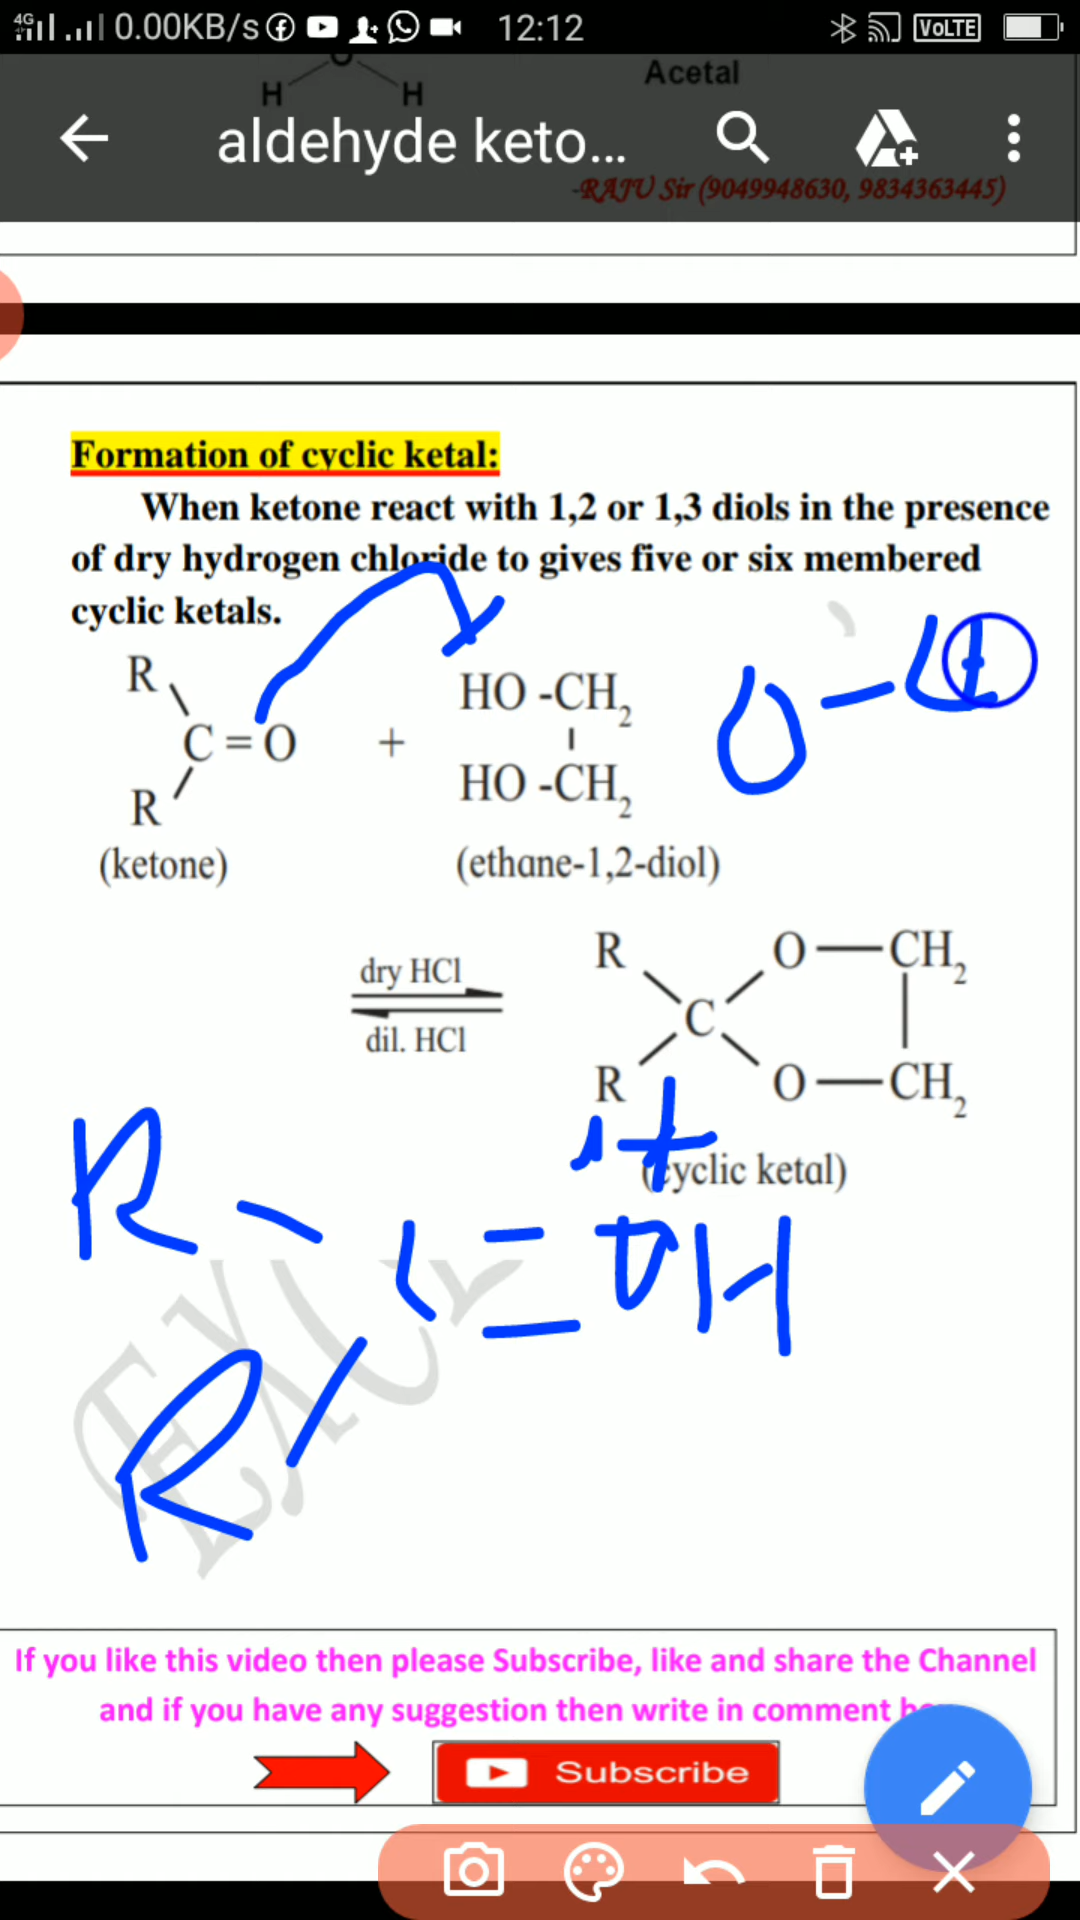 4G 0.00KB/s 12:12 VoLTE
H H Acetal
aldehyde keto...
-RAJU Sir (9049948630, 9834363445)
Formation of cyclic ketal:
When ketone react with 1,2 or 1,3 diols in the presence
of dry hydrogen chloride to gives five or six membered
cyclic ketals.
R
HO -CH2
C = O +
HO -CH2
R
(ketone) (ethane-1,2-diol)
R O — CH2
dry HCl
C
dil. HCl
R O — CH2
(cyclic ketal)
R - C = OH
R
If you like this video then please Subscribe, like and share the Channel
and if you have any suggestion then write in comment
Subscribe